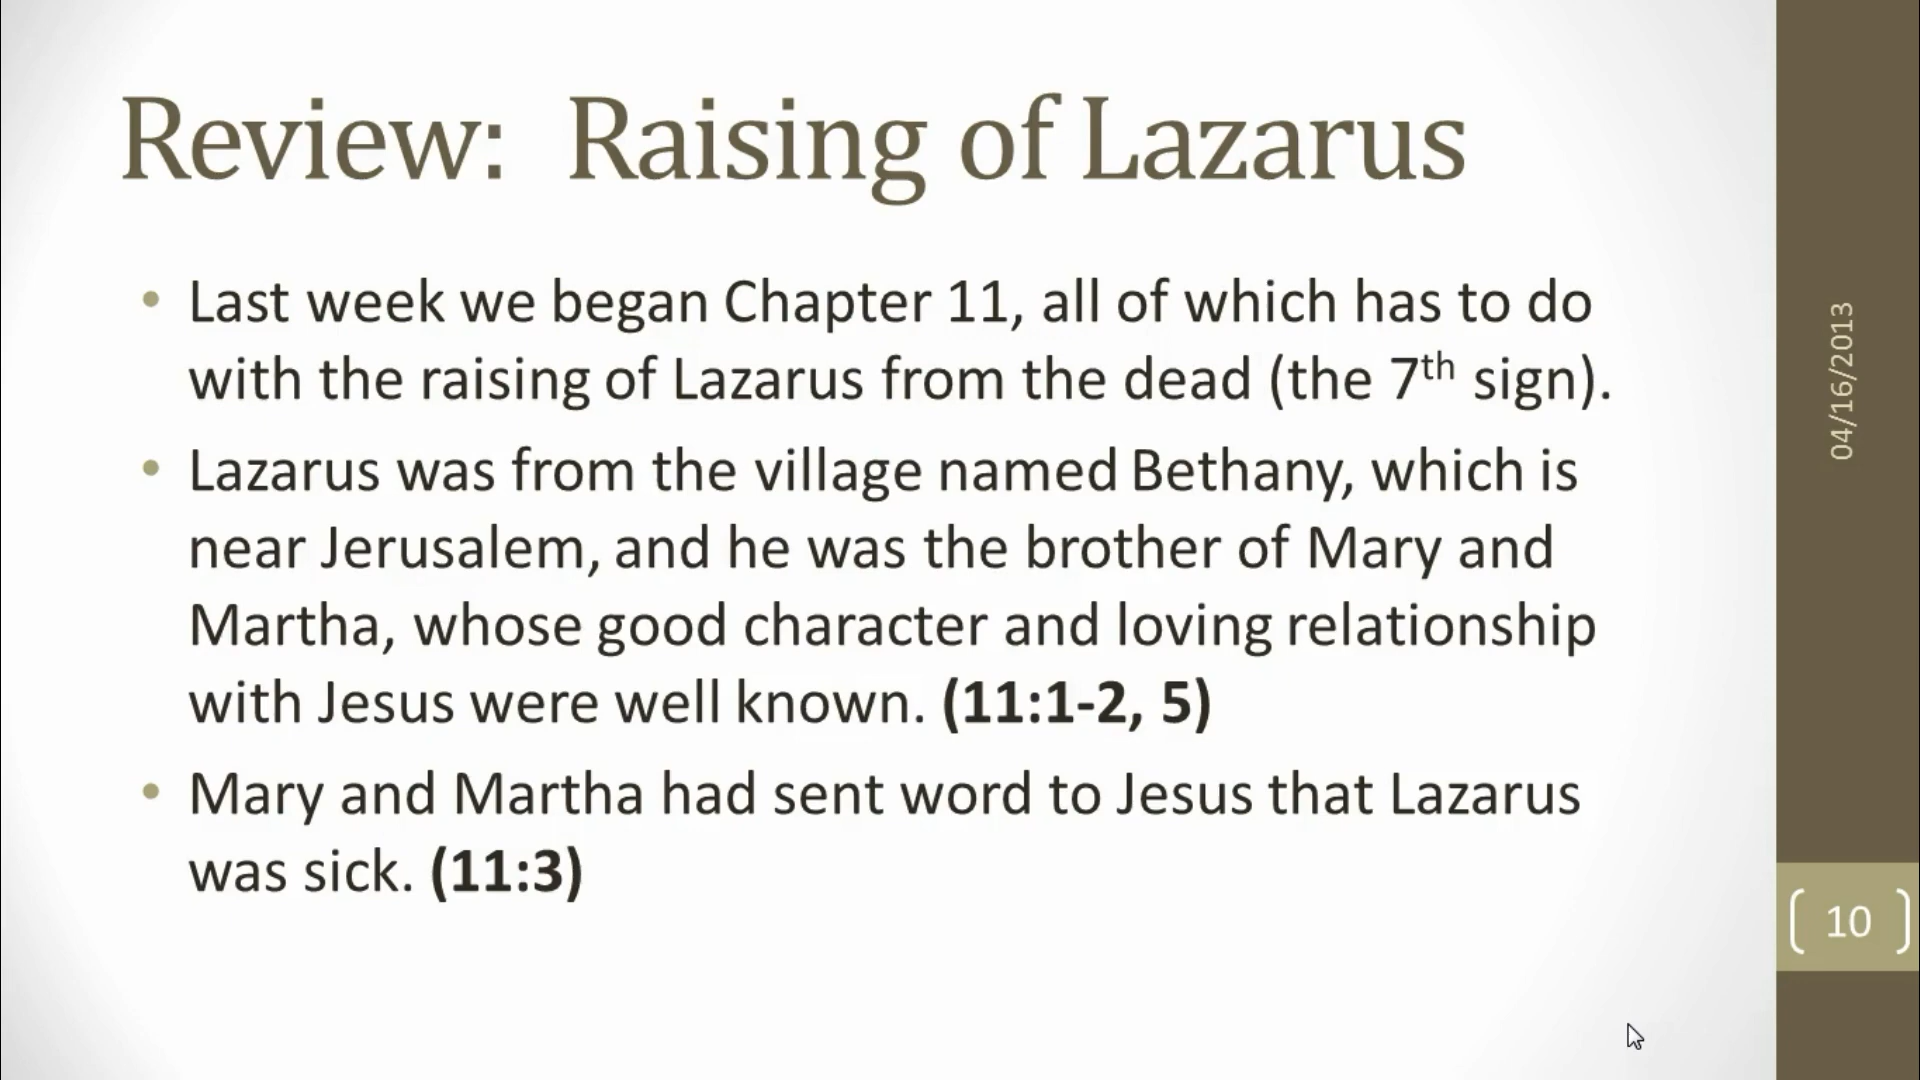 Review:  Raising of Lazarus
• Last week we began Chapter 11, all of which has to do
with the raising of Lazarus from the dead (the 7th sign).
• Lazarus was from the village named Bethany, which is
near Jerusalem, and he was the brother of Mary and
Martha, whose good character and loving relationship
with Jesus were well known. (11:1-2, 5)
• Mary and Martha had sent word to Jesus that Lazarus
was sick. (11:3)
04/16/2013
10